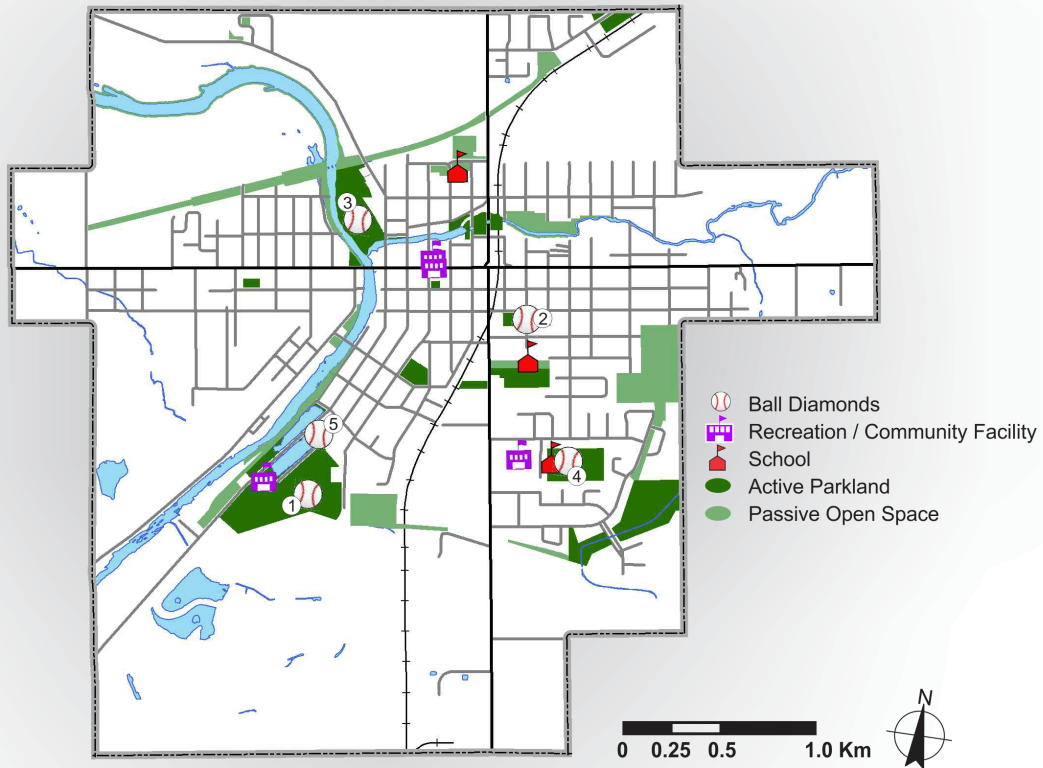 3
2
5
4
1
Ball Diamonds
Recreation / Community Facility
School
Active Parkland
Passive Open Space
N
0 0.25 0.5 1.0 Km